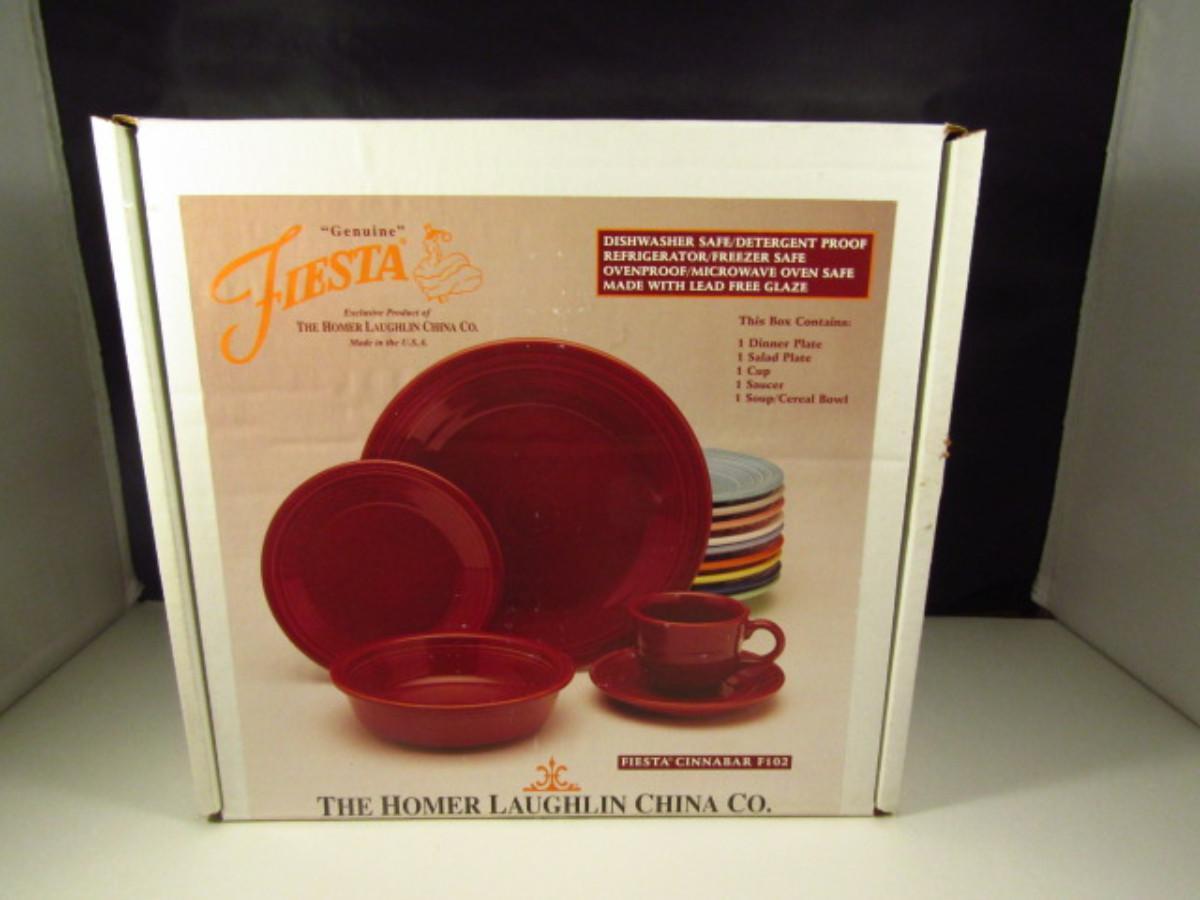 "Genuine"
FIESTA®
Exclusive Product of
THE HOMER LAUGHLIN CHINA CO.
Made in the U.S.A.
DISHWASHER SAFE/DETERGENT PROOF
REFRIGERATOR/FREEZER SAFE
OVENPROOF/MICROWAVE OVEN SAFE
MADE WITH LEAD FREE GLAZE
This Box Contains:
1 Dinner Plate
1 Salad Plate
1 Cup
1 Saucer
1 Soup/Cereal Bowl
FIESTA® CINNABAR F102
THE HOMER LAUGHLIN CHINA CO.